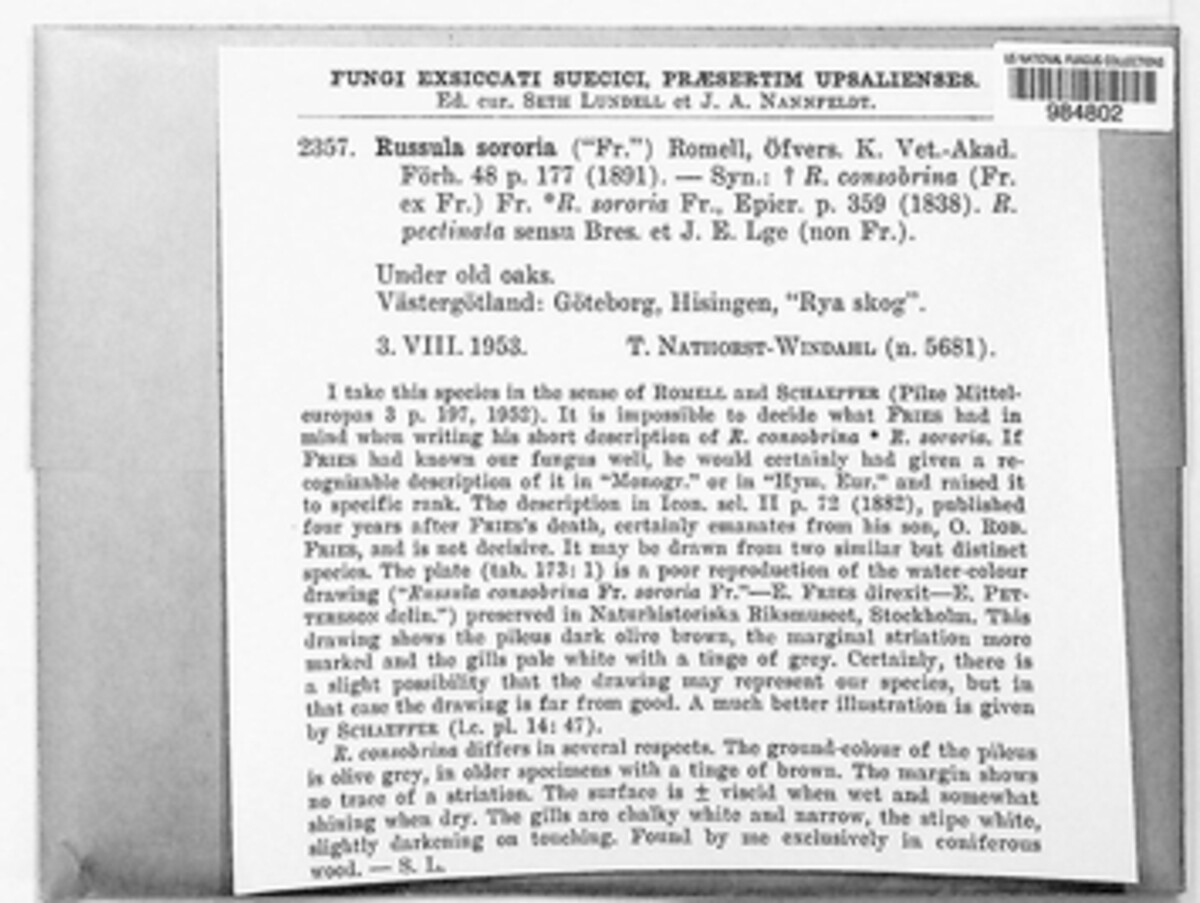 FUNGI EXSICCATI SUECICI, PRÆSERTIM UPSALIENSES.
Ed. cur. SETH LUNDELL et J. A. NANNFELDT.
US NATIONAL FUNGUS COLLECTIONS
984802
2357. Russula sororia ("Fr.") Romell, Öfvers. K. Vet.-Akad.
Förh. 48 p. 177 (1891). — Syn.: † R. consobrina (Fr.
ex Fr.) Fr. *R. sororia Fr., Epicr. p. 359 (1838). R.
pectinata sensu Bres. et J. E. Lge (non Fr.).
Under old oaks.
Västergötland: Göteborg, Hisingen, "Rya skog".
3. VIII. 1953. T. NATHORST-WINDAHL (n. 5681).
I take this species in the sense of ROMELL and SCHAEFFER (Pilze Mittel-
europas 3 p. 197, 1952). It is impossible to decide what FRIES had in
mind when writing his short description of R. consobrina * R. sororia. If
FRIES had known our fungus well, he would certainly had given a re-
cognizable description of it in "Monogr." or in "Hym. Eur." and raised it
to specific rank. The description in Icon. sel. II p. 72 (1882), published
four years after FRIES's death, certainly emanates from his son, O. ROB.
FRIES, and is not decisive. It may be drawn from two similar but distinct
species. The plate (tab. 173: 1) is a poor reproduction of the water-colour
drawing ("Russula consobrina Fr. sororia Fr."—E. FRIES direxit—E. PET-
TERSSON delin.") preserved in Naturhistoriska Riksmuseet, Stockholm. This
drawing shows the pileus dark olive brown, the marginal striation more
marked and the gills pale white with a tinge of grey. Certainly, there is
a slight possibility that the drawing may represent our species, but in
that case the drawing is far from good. A much better illustration is given
by SCHAEFFER (l.c. pl. 14: 47).
R. consobrina differs in several respects. The ground-colour of the pileus
is olive grey, in older specimens with a tinge of brown. The margin shows
no trace of a striation. The surface is ± viscid when wet and somewhat
shining when dry. The gills are chalky white and narrow, the stipe white,
slightly darkening on touching. Found by me exclusively in coniferous
wood. — S. L.